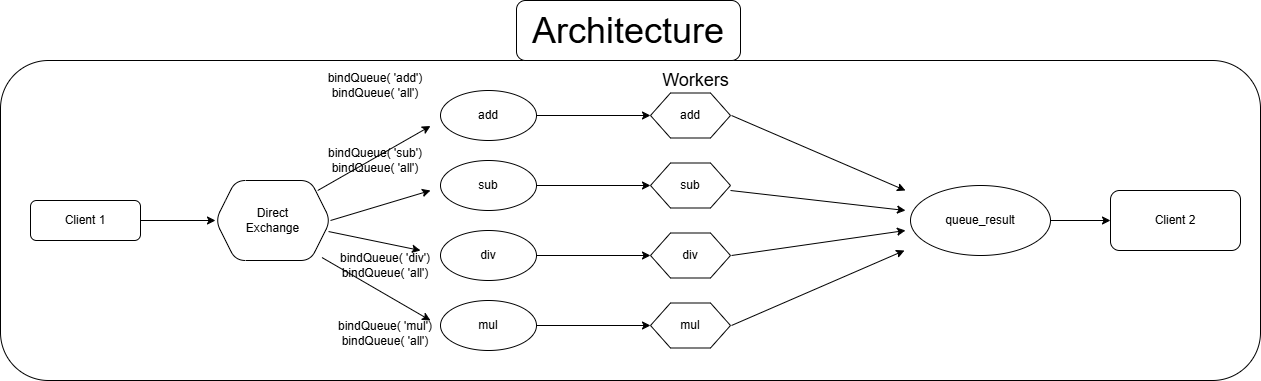 Architecture
bindQueue( 'add')
bindQueue( 'all')
Workers
add
add
bindQueue( 'sub')
bindQueue( 'all')
sub
sub
Client 1
Direct
Exchange
queue_result
Client 2
bindQueue( 'div')
bindQueue( 'all')
div
div
bindQueue( 'mul')
bindQueue( 'all')
mul
mul